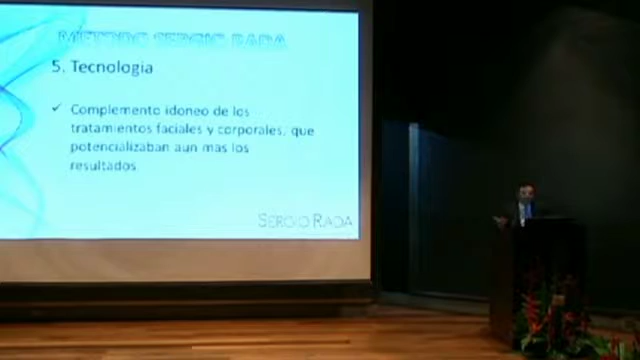 METODO SERGIO RADA
5. Tecnologia
✓ Complemento idoneo de los
tratamientos faciales y corporales, que
potencializaban aun mas los
resultados
SERGIO RADA